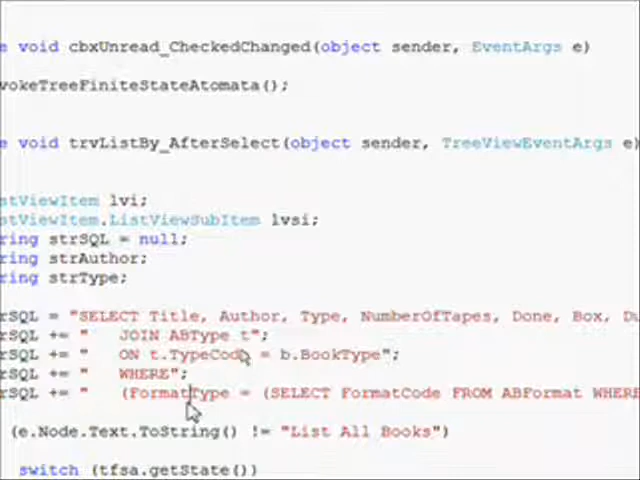 e void cbxUnread_CheckedChanged(object sender, EventArgs e)
vokeTreeFiniteStateAtomata();
e void trvListBy_AfterSelect(object sender, TreeViewEventArgs e)
stViewItem lvi;
stViewItem.ListViewSubItem lvsi;
ring strSQL = null;
ring strAuthor;
ring strType;
rSQL = "SELECT Title, Author, Type, NumberOfTapes, Done, Box, Du
rSQL += "   JOIN ABType t";
rSQL += "   ON t.TypeCode = b.BookType";
rSQL += "   WHERE";
rSQL += "   (FormatType = (SELECT FormatCode FROM ABFormat WHERE
(e.Node.Text.ToString() != "List All Books")
switch (tfsa.getState())